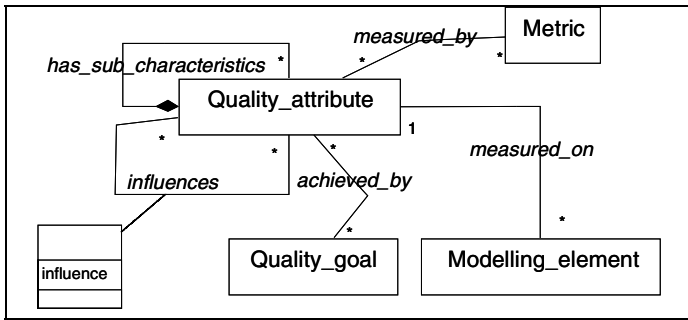 Metric
measured_by
*
*
has_sub_characteristics
*
Quality_attribute
1
*
*
*
measured_on
influences
achieved_by
*
*
influence
Quality_goal
Modelling_element